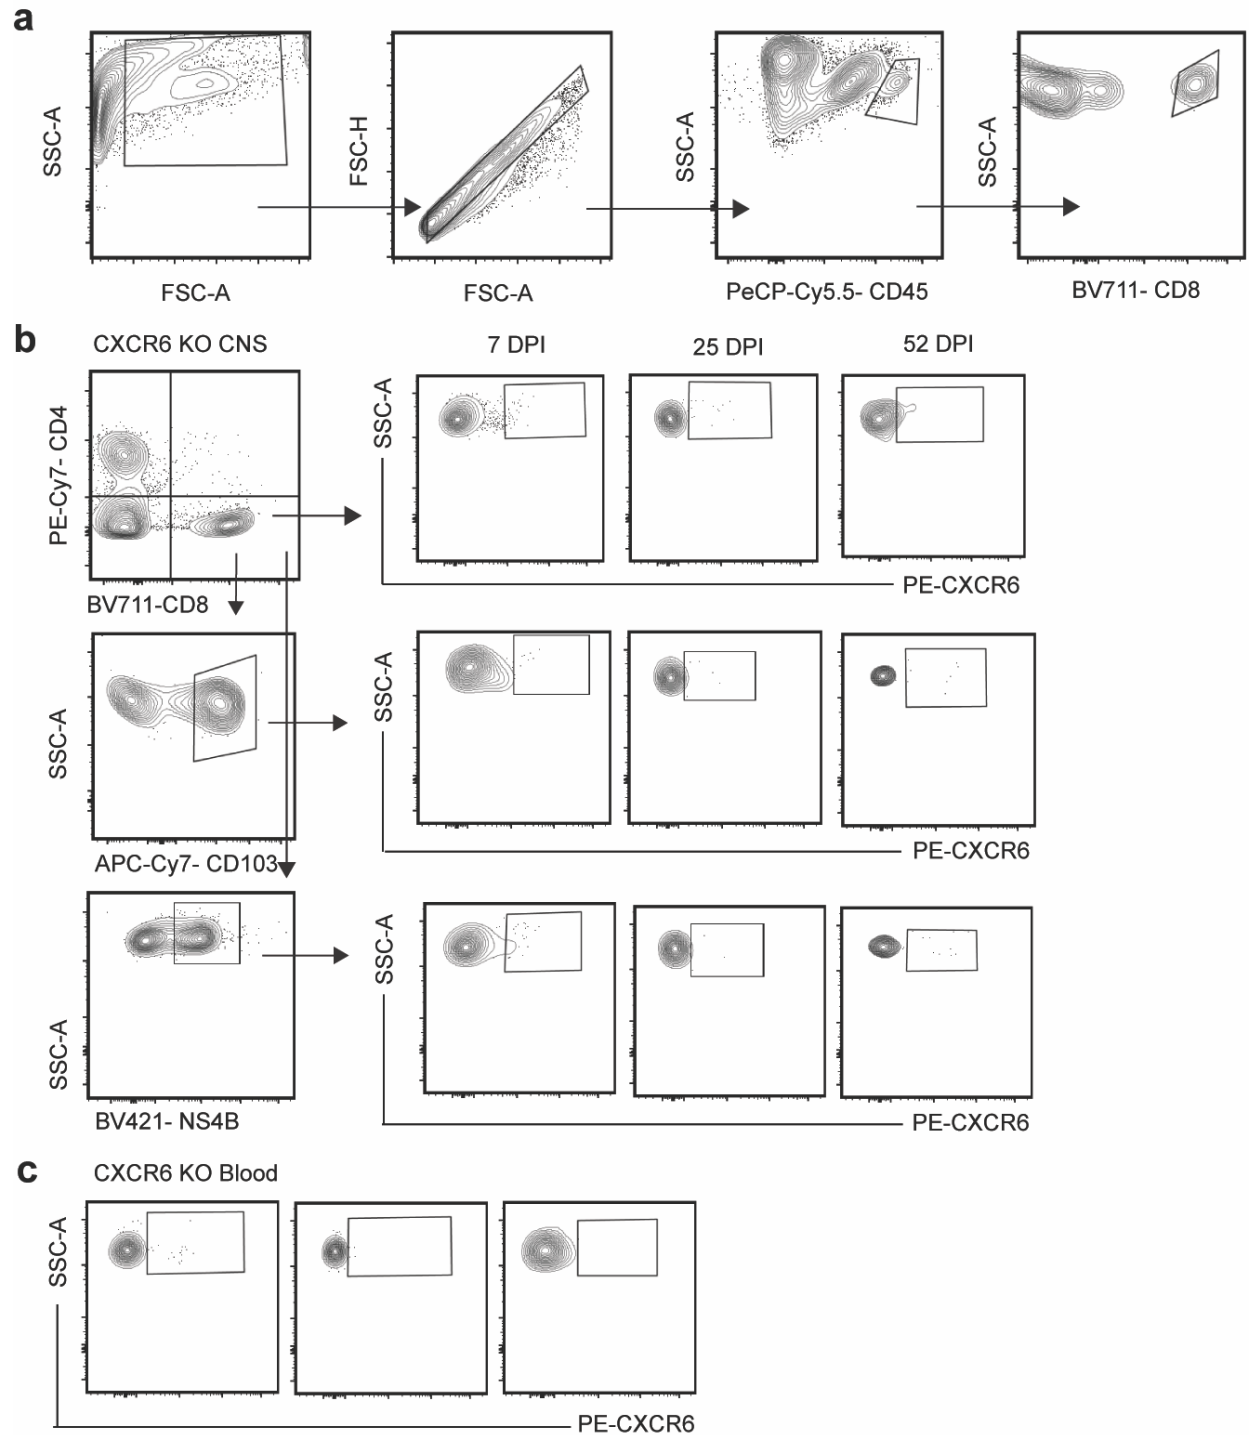 a
SSC-A
FSC-A
FSC-H
FSC-A
SSC-A
PeCP-Cy5.5- CD45
SSC-A
BV711- CD8
b
CXCR6 KO CNS
7 DPI
25 DPI
52 DPI
PE-Cy7- CD4
BV711-CD8
SSC-A
PE-CXCR6
SSC-A
APC-Cy7- CD103
SSC-A
PE-CXCR6
SSC-A
BV421- NS4B
SSC-A
PE-CXCR6
c
CXCR6 KO Blood
SSC-A
PE-CXCR6